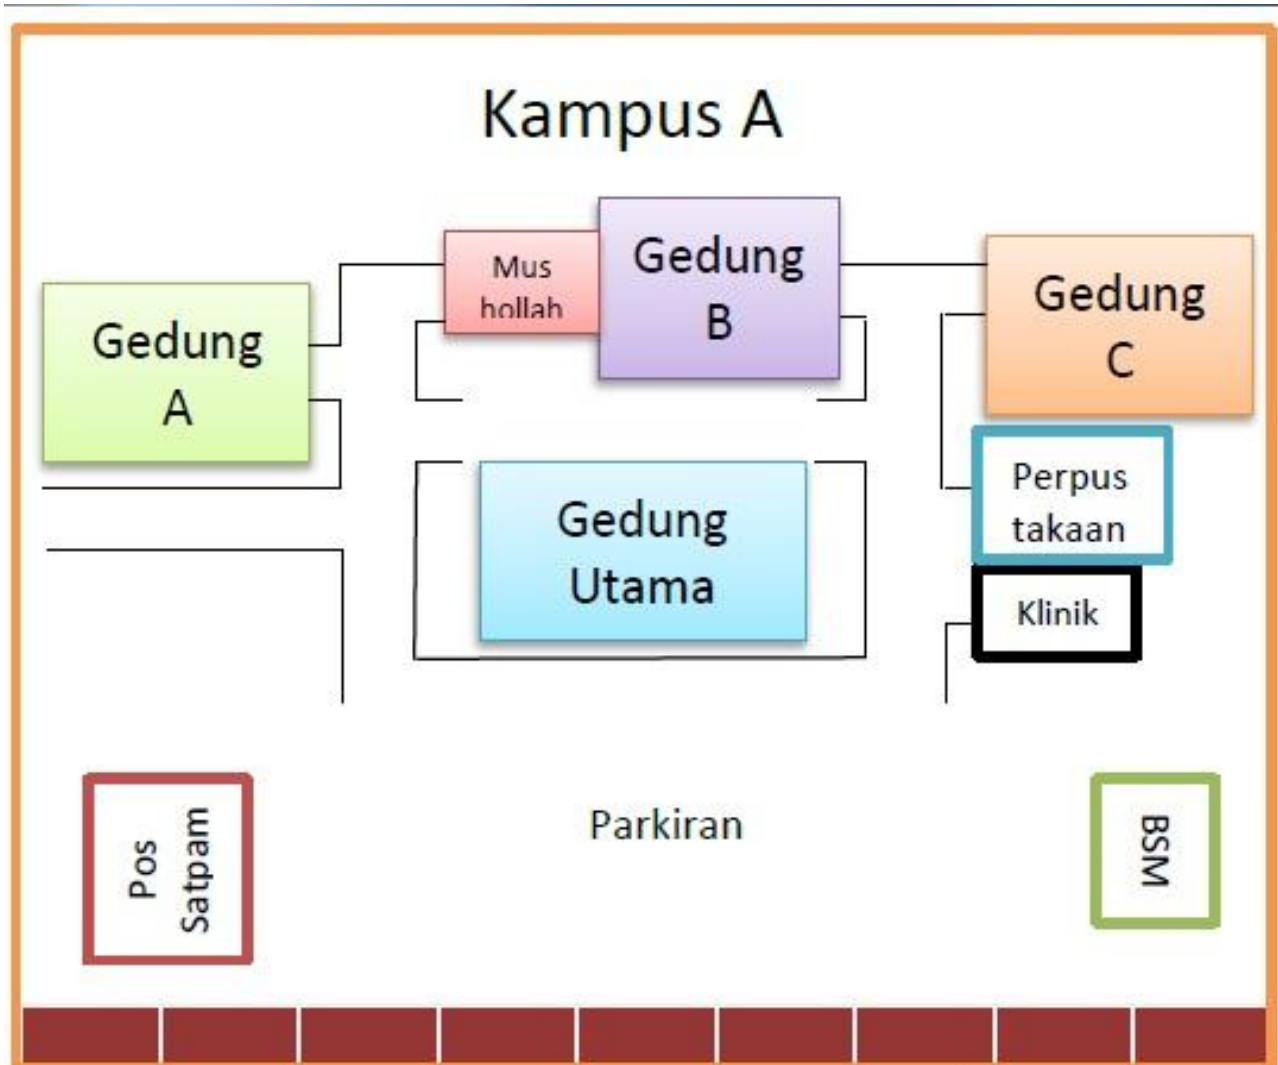 Kampus A
Mus
hollah
Gedung
B
Gedung
C
Gedung
A
Perpus
takaan
Gedung
Utama
Klinik
Pos
Satpam
Parkiran
BSM